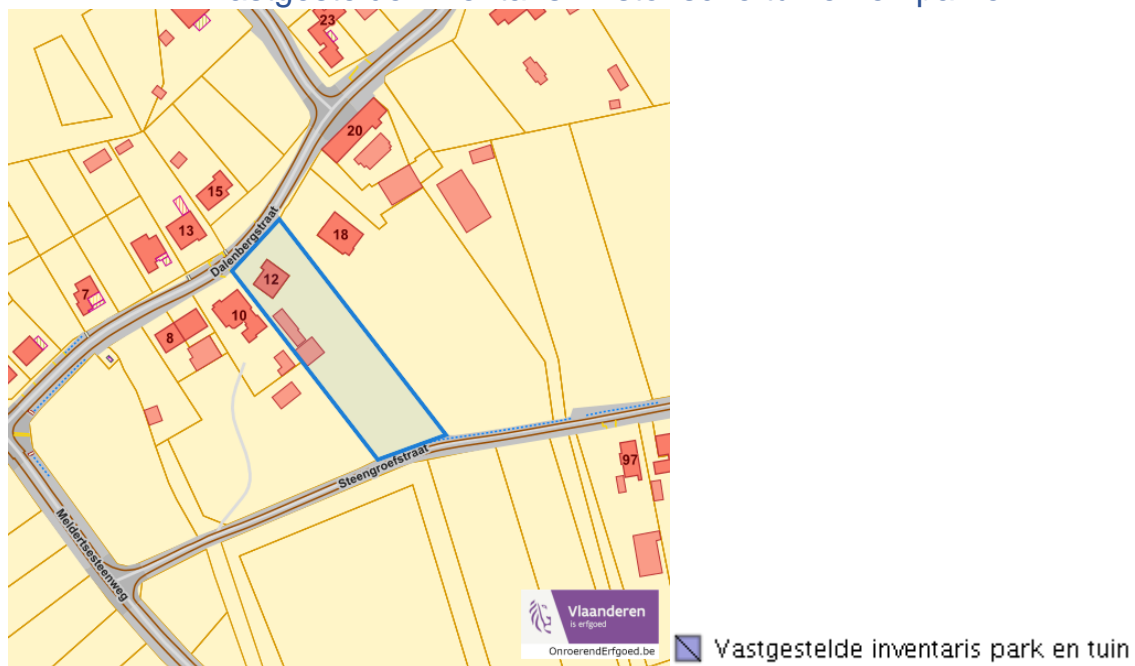 23
20
15
13
18
Dalenbergstraat
12
7
10
8
Steengroefstraat
97
Meldertsesteenweg
Vlaanderen
is erfgoed
OnroerendErfgoed.be
Vastgestelde inventaris park en tuin